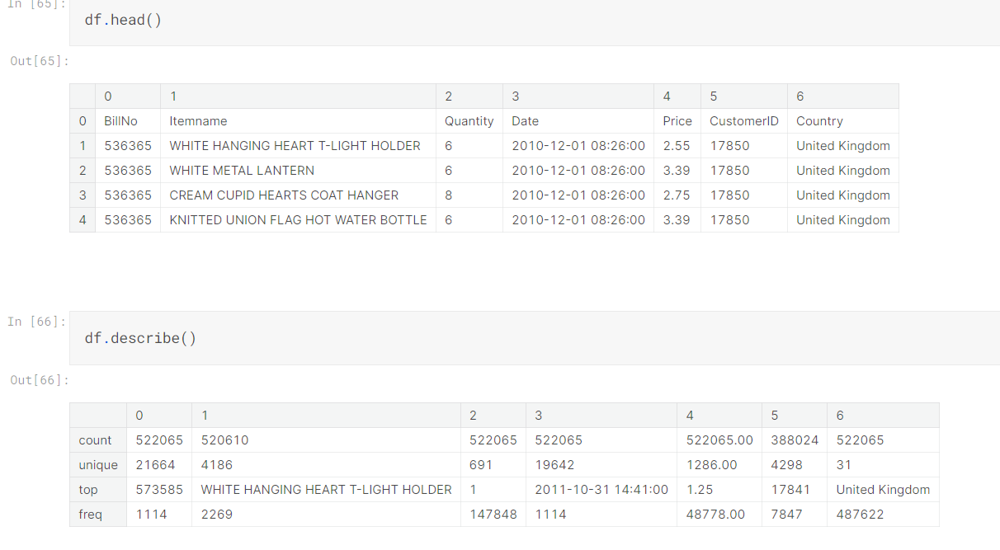 In [65]:
df.head()
Out[65]:
0 1 2 3 4 5 6
0 BillNo Itemname Quantity Date Price CustomerID Country
1 536365 WHITE HANGING HEART T-LIGHT HOLDER 6 2010-12-01 08:26:00 2.55 17850 United Kingdom
2 536365 WHITE METAL LANTERN 6 2010-12-01 08:26:00 3.39 17850 United Kingdom
3 536365 CREAM CUPID HEARTS COAT HANGER 8 2010-12-01 08:26:00 2.75 17850 United Kingdom
4 536365 KNITTED UNION FLAG HOT WATER BOTTLE 6 2010-12-01 08:26:00 3.39 17850 United Kingdom
In [66]:
df.describe()
Out[66]:
0 1 2 3 4 5 6
count 522065 520610 522065 522065 522065.00 388024 522065
unique 21664 4186 691 19642 1286.00 4298 31
top 573585 WHITE HANGING HEART T-LIGHT HOLDER 1 2011-10-31 14:41:00 1.25 17841 United Kingdom
freq 1114 2269 147848 1114 48778.00 7847 487622